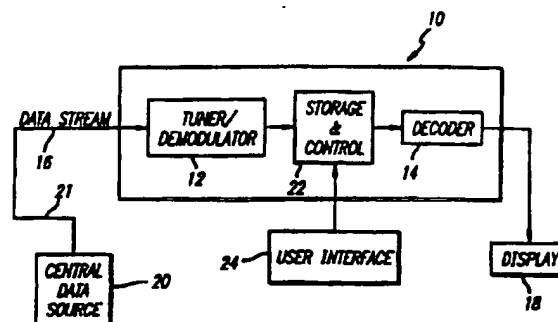 10
DATA STREAM
16
21
TUNER/
DEMODULATOR
12
STORAGE
&
CONTROL
22
DECODER
14
24
USER INTERFACE
CENTRAL
DATA
SOURCE
20
DISPLAY
18